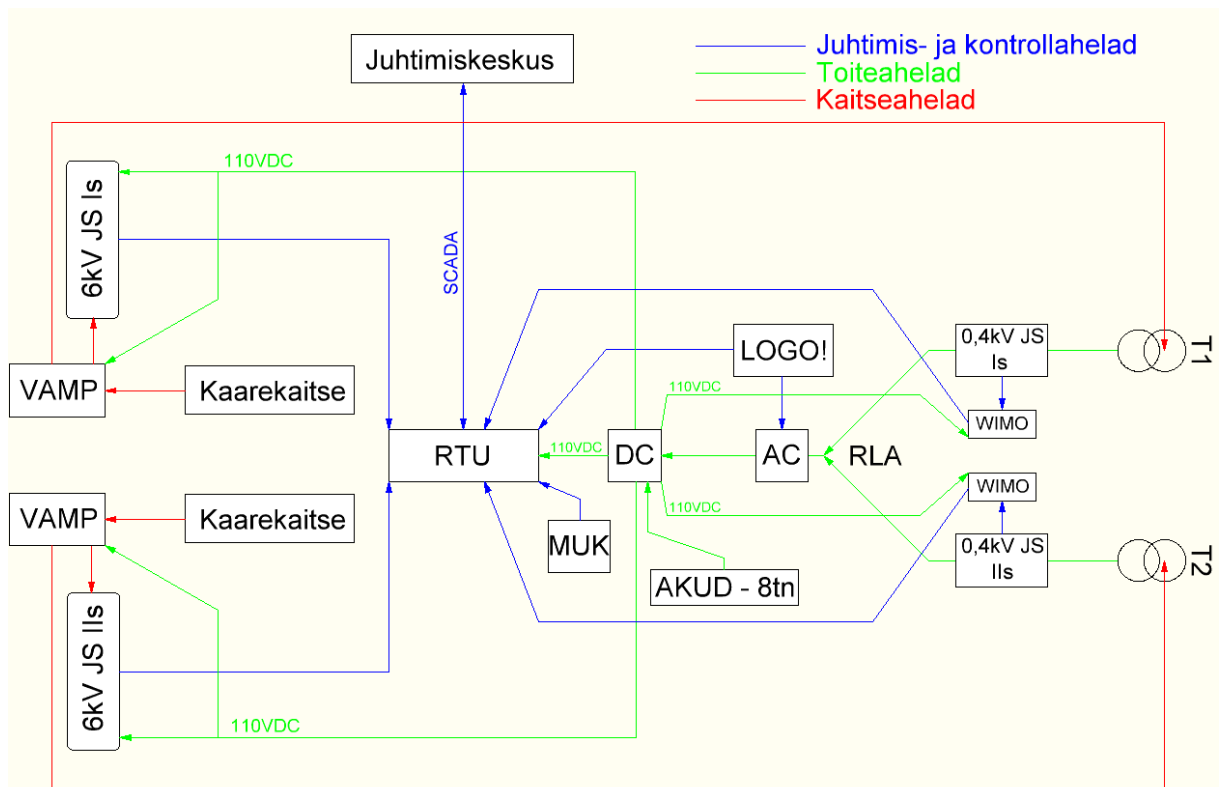 Juhtimiskeskus
Juhtimis- ja kontrollahelad
Toiteahelad
Kaitseahelad
110VDC
6kV JS Is
SCADA
LOGO!
0,4kV JS
Is
T1
VAMP
Kaarekaitse
110VDC
WIMO
RTU
110VDC
DC
AC
RLA
WIMO
VAMP
Kaarekaitse
110VDC
MUK
0,4kV JS
IIs
T2
AKUD - 8tn
6kV JS IIs
110VDC